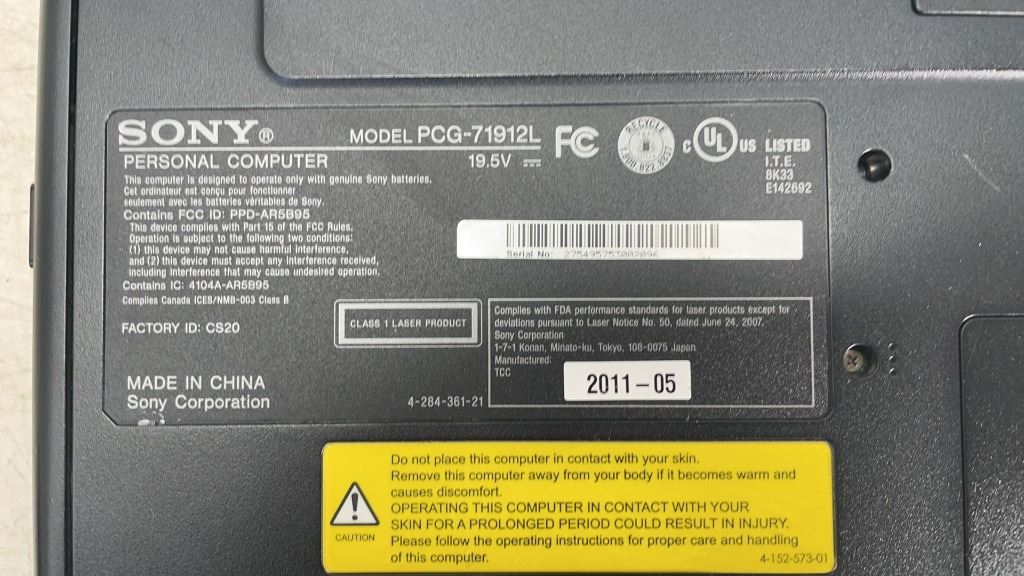 SONY®
MODEL PCG-71912L
PERSONAL COMPUTER
19.5V
FC
RECYCLE
C UL US LISTED
I.T.E.
8K33
E142692
This computer is designed to operate only with genuine Sony batteries.
Cet ordinateur est conçu pour fonctionner
seulement avec les batteries véritables de Sony.
Contains FCC ID: PPD-AR5B95
This device complies with Part 15 of the FCC Rules.
Operation is subject to the following two conditions:
(1) this device may not cause harmful interference,
and (2) this device must accept any interference received,
including interference that may cause undesired operation.
Contains IC: 4104A-AR5B95
Complies Canada ICES/NMB-003 Class B
FACTORY ID: CS20
MADE IN CHINA
Sony Corporation
Serial No: 275495753002096
CLASS 1 LASER PRODUCT
4-284-361-21
Complies with FDA performance standards for laser products except for
deviations pursuant to Laser Notice No. 50, dated June 24, 2007.
Sony Corporation
1-7-1 Konan, Minato-ku, Tokyo, 108-0075 Japan
Manufactured:
TCC
2011-05
Do not place this computer in contact with your skin.
Remove this computer away from your body if it becomes warm and
causes discomfort.
OPERATING THIS COMPUTER IN CONTACT WITH YOUR
SKIN FOR A PROLONGED PERIOD COULD RESULT IN INJURY.
Please follow the operating instructions for proper care and handling
of this computer.
CAUTION
4-152-573-01